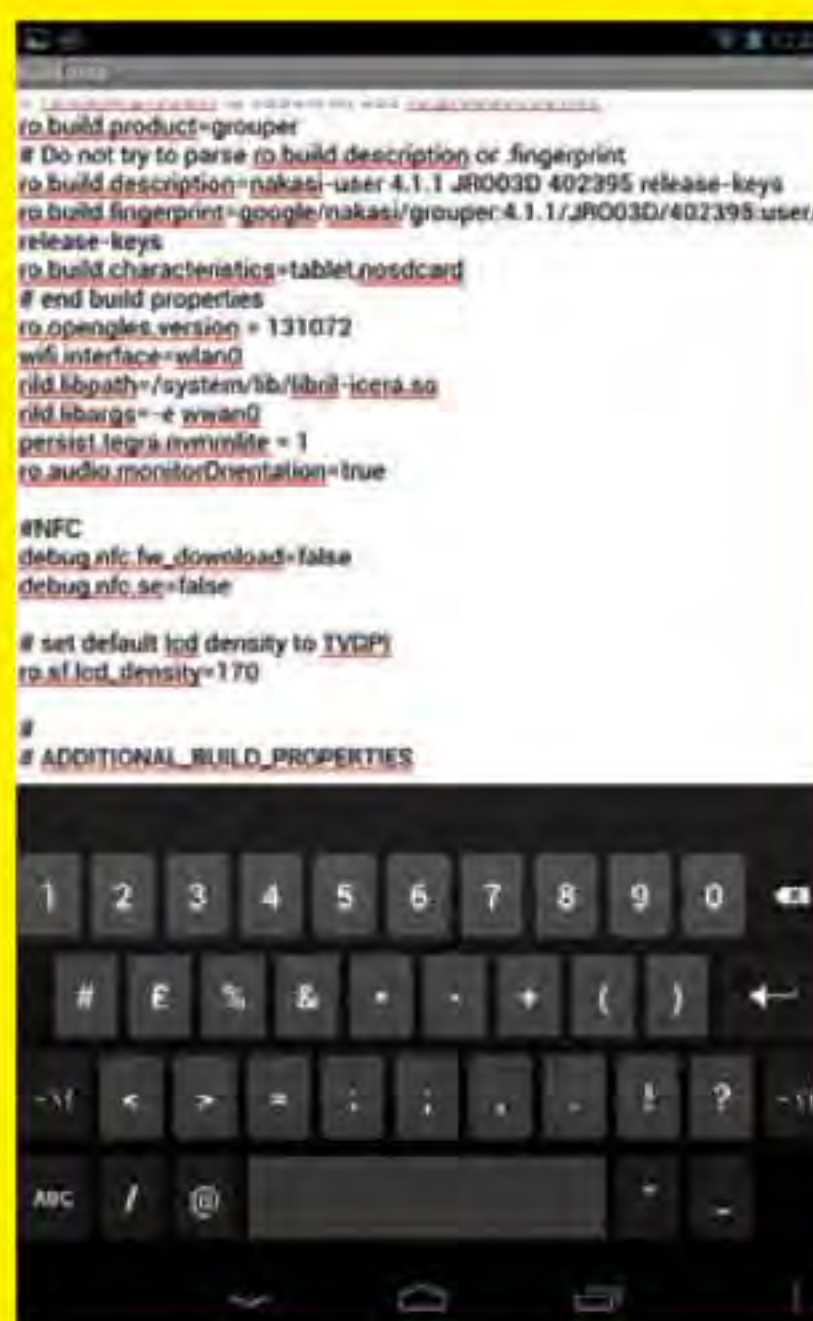 build.prop
ro.build.product=grouper
# Do not try to parse ro.build.description or .fingerprint
ro.build.description=nakasi-user 4.1.1 JRO03D 402395 release-keys
ro.build.fingerprint=google/nakasi/grouper:4.1.1/JRO03D/402395:user/
release-keys
ro.build.characteristics=tablet,nosdcard
# end build properties
ro.opengles.version = 131072
wifi.interface=wlan0
rild.libpath=/system/lib/libril-icera.so
rild.libargs=-e wwan0
persist.tegra.nvmmlite = 1
ro.audio.monitorOrientation=true
#NFC
debug.nfc.fw_download=false
debug.nfc.se=false
# set default lcd density to TVDPI
ro.sf.lcd_density=170
#
# ADDITIONAL_BUILD_PROPERTIES
1 2 3 4 5 6 7 8 9 0
# £ % & * - + ( )
~\{ < > = : ; , . ! ? ~\{
ABC / @ " _